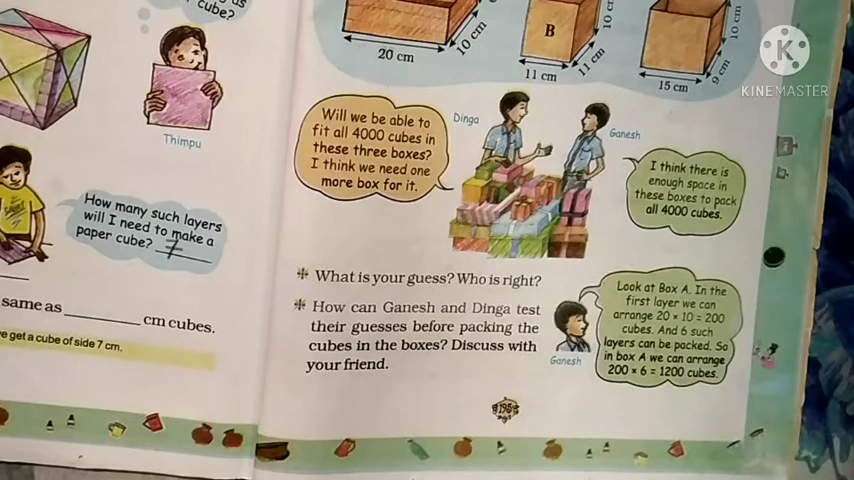 cube?
Thimpu
How many such layers
will I need to make a
paper cube? 7
same as ________ cm cubes.
get a cube of side 7 cm.
20 cm
10 cm
B
11 cm
11 cm
15 cm
9 cm
10 cm
KINEMASTER
Will we be able to
fit all 4000 cubes in
these three boxes?
I think we need one
more box for it.
Dinga
Ganesh
I think there is
enough space in
these boxes to pack
all 4000 cubes.
What is your guess? Who is right?
How can Ganesh and Dinga test
their guesses before packing the
cubes in the boxes? Discuss with
your friend.
Ganesh
Look at Box A. In the
first layer we can
arrange 20 × 10 = 200
cubes. And 6 such
layers can be packed. So
in box A we can arrange
200 × 6 = 1200 cubes.
195